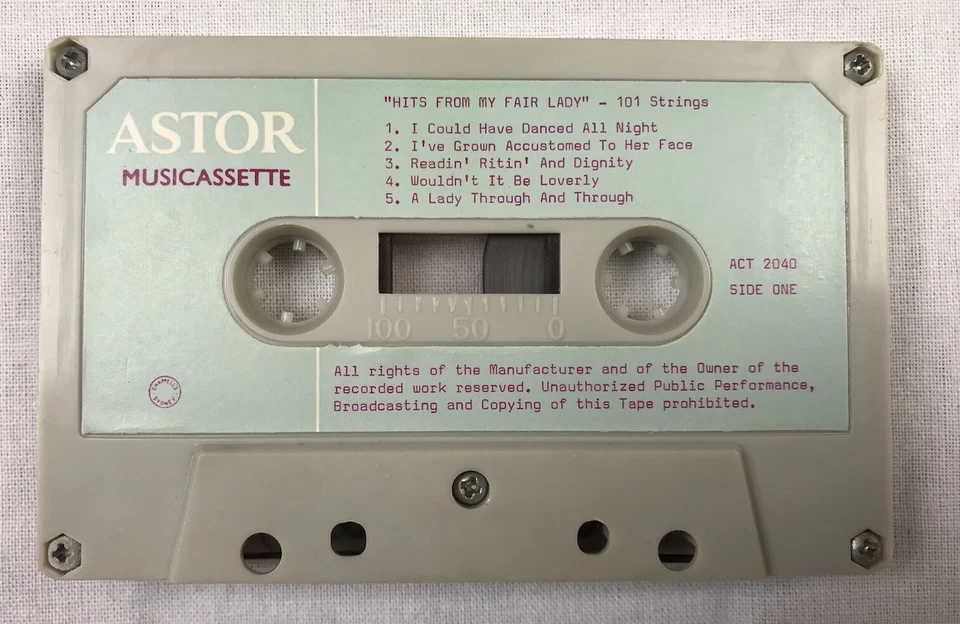 ASTOR
MUSICASSETTE
"HITS FROM MY FAIR LADY" - 101 Strings
1. I Could Have Danced All Night
2. I've Grown Accustomed To Her Face
3. Readin' Ritin' And Dignity
4. Wouldn't It Be Loverly
5. A Lady Through And Through
ACT 2040
SIDE ONE
100 50 0
All rights of the Manufacturer and of the Owner of the
recorded work reserved. Unauthorized Public Performance,
Broadcasting and Copying of this Tape prohibited.
CHAPPELLS
SYDNEY